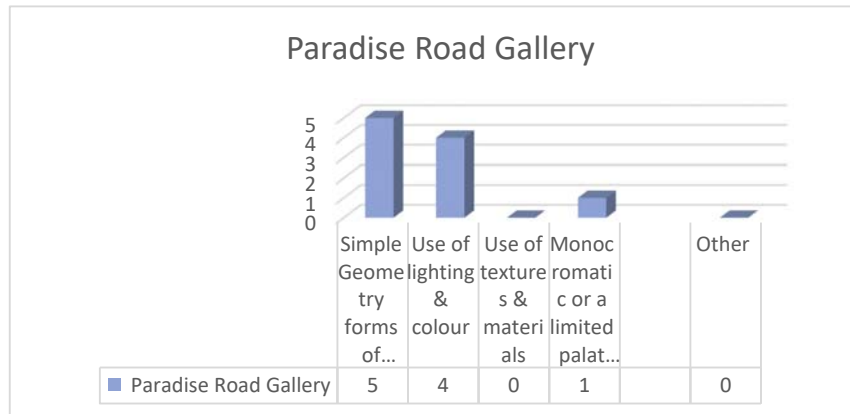 Paradise Road Gallery
5
4
3
2
1
0
Simple
Geome
try
forms
of...
Use of
lighting
&
colour
Use of
texture
s &
materi
als
Monoc
romati
c or a
limited
palat...
Other
Paradise Road Gallery 5 4 0 1 0